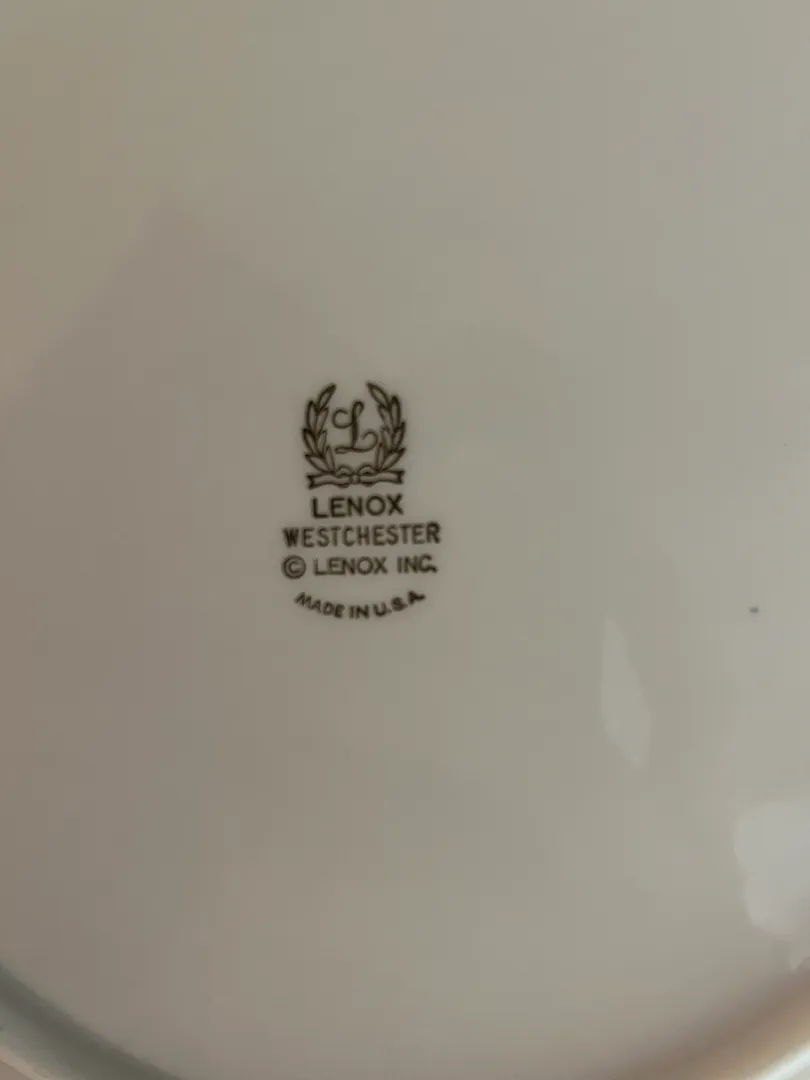 L
LENOX
WESTCHESTER
© LENOX INC.
MADE IN U.S.A.